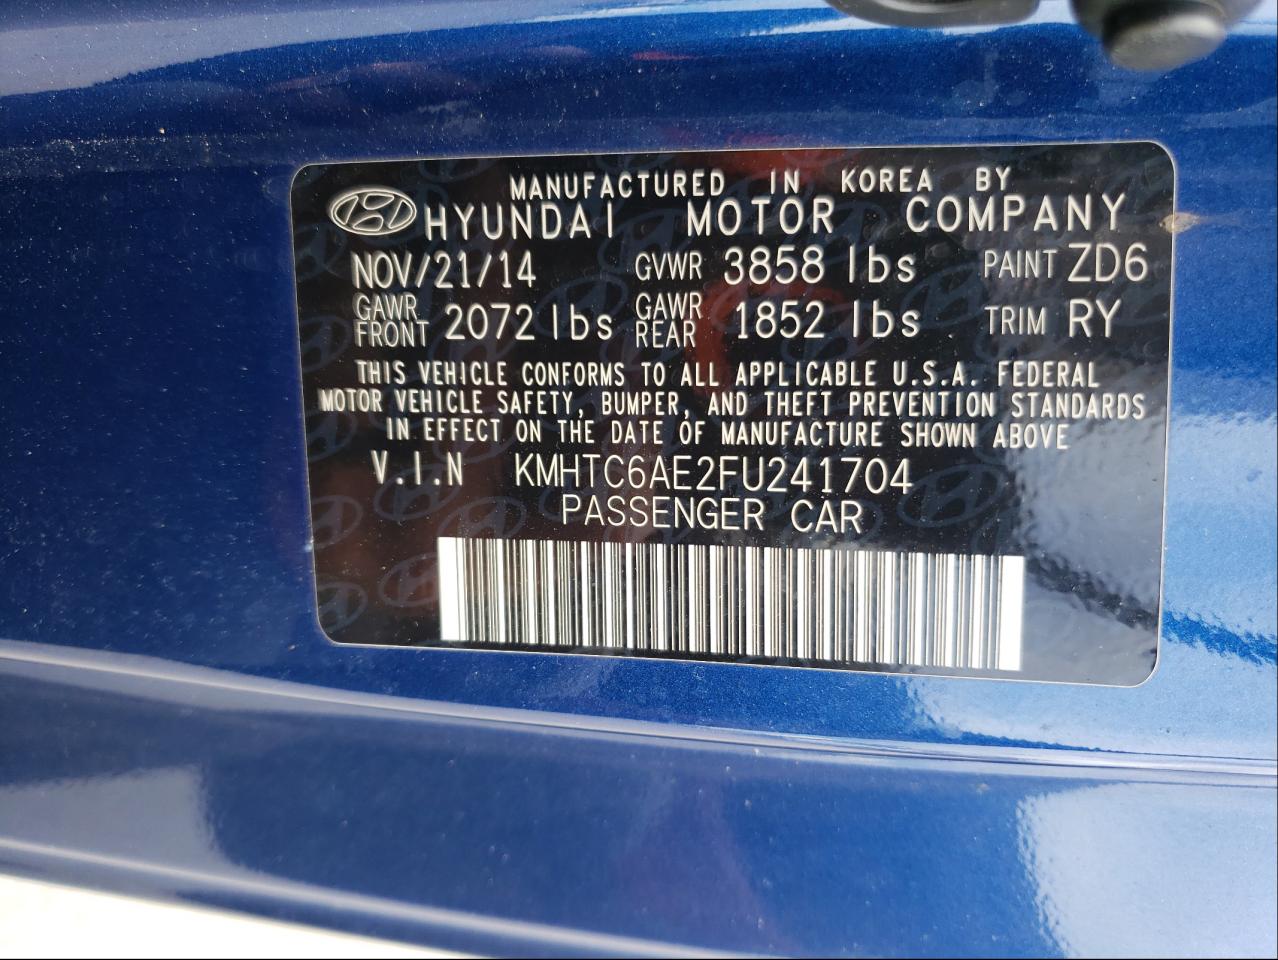 MANUFACTURED IN KOREA BY
HYUNDAI MOTOR COMPANY
NOV/21/14 GVWR 3858 lbs PAINT ZD6
GAWR FRONT 2072 lbs GAWR REAR 1852 lbs TRIM RY
THIS VEHICLE CONFORMS TO ALL APPLICABLE U.S.A. FEDERAL
MOTOR VEHICLE SAFETY, BUMPER, AND THEFT PREVENTION STANDARDS
IN EFFECT ON THE DATE OF MANUFACTURE SHOWN ABOVE
V.I.N KMHTC6AE2FU241704
PASSENGER CAR